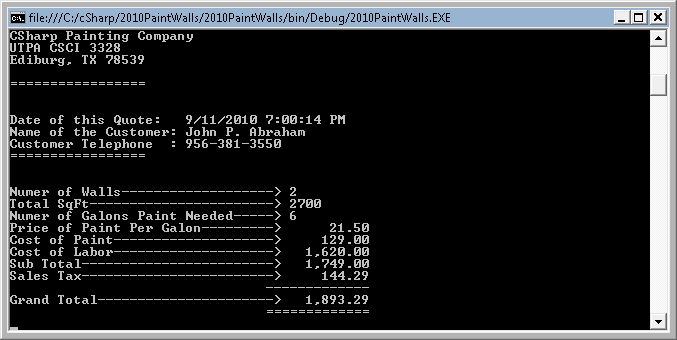 file:///C:/cSharp/2010PaintWalls/2010PaintWalls/bin/Debug/2010PaintWalls.EXE
CSharp Painting Company
UTPA CSCI 3328
Ediburg, TX 78539
=================
Date of this Quote:   9/11/2010 7:00:14 PM
Name of the Customer: John P. Abraham
Customer Telephone  : 956-381-3550
=================
Numer of Walls-------------------> 2
Total SqFt-----------------------> 2700
Numer of Galons Paint Needed-----> 6
Price of Paint Per Galon--------->      21.50
Cost of Paint-------------------->     129.00
Cost of Labor-------------------->   1,620.00
Sub Total------------------------>   1,749.00
Sales Tax------------------------>     144.29
-------------
Grand Total---------------------->   1,893.29
=============